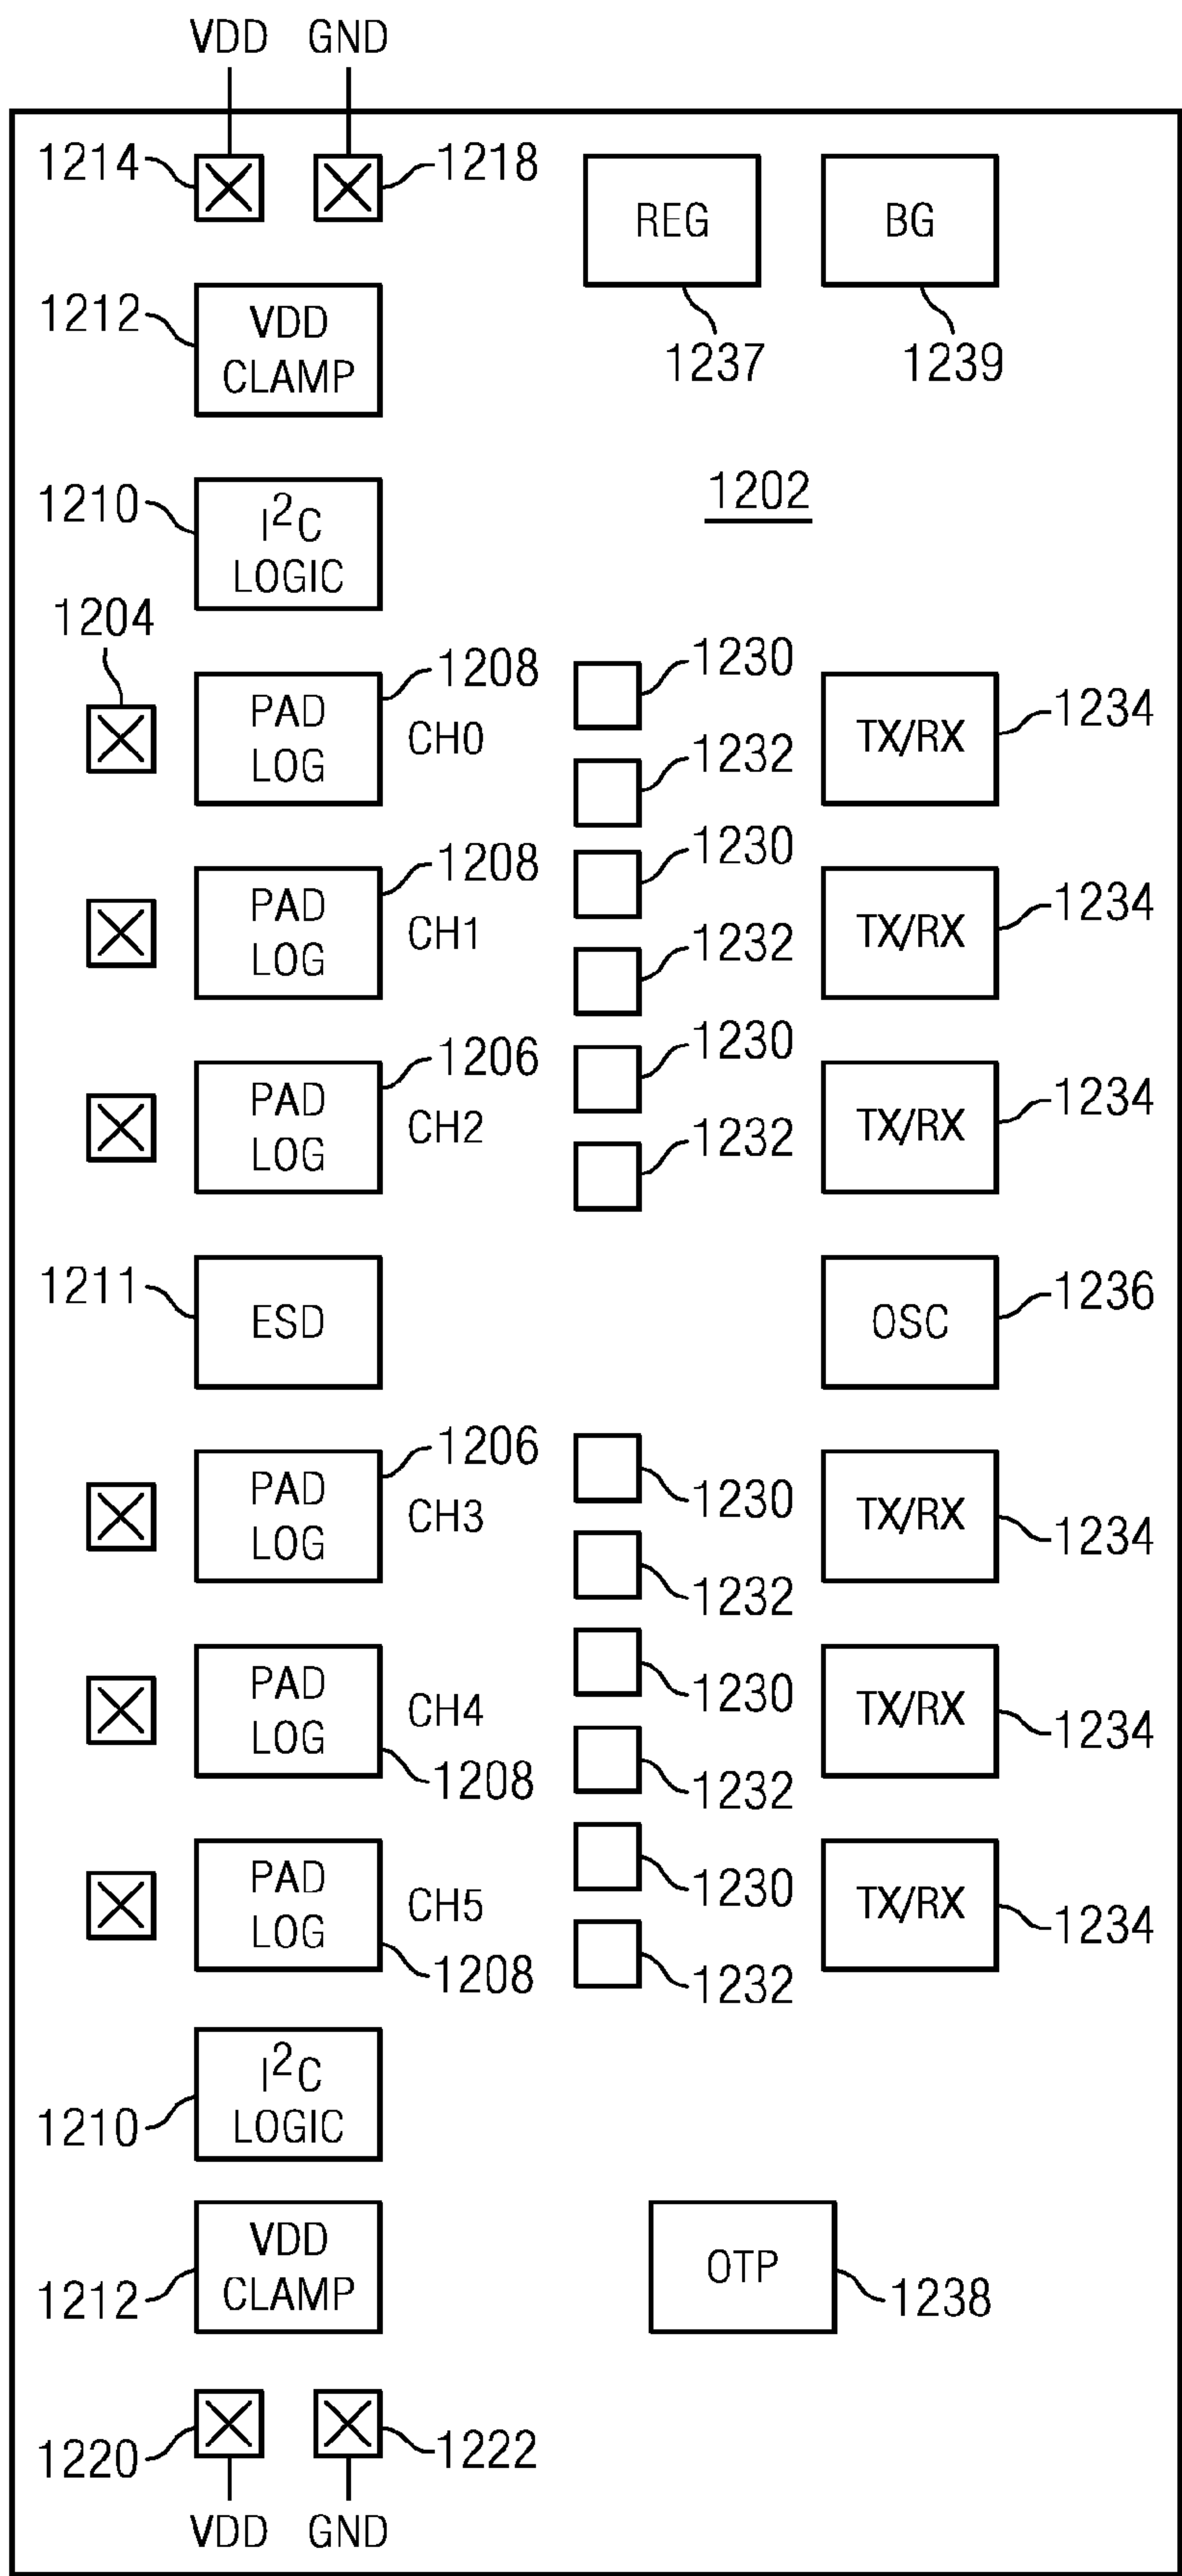 VDD GND
1214 1218
REG BG
1212 VDD CLAMP
1237 1239
1202
1210 I²C LOGIC
1204
PAD LOG 1208 CH0 1230 1232 TX/RX 1234
PAD LOG 1208 CH1 1230 1232 TX/RX 1234
PAD LOG 1206 CH2 1230 1232 TX/RX 1234
1211 ESD OSC 1236
PAD LOG 1206 CH3 1230 1232 TX/RX 1234
PAD LOG CH4 1208 1230 1232 TX/RX 1234
PAD LOG CH5 1208 1230 1232 TX/RX 1234
1210 I²C LOGIC
1212 VDD CLAMP
OTP 1238
1220 1222
VDD GND